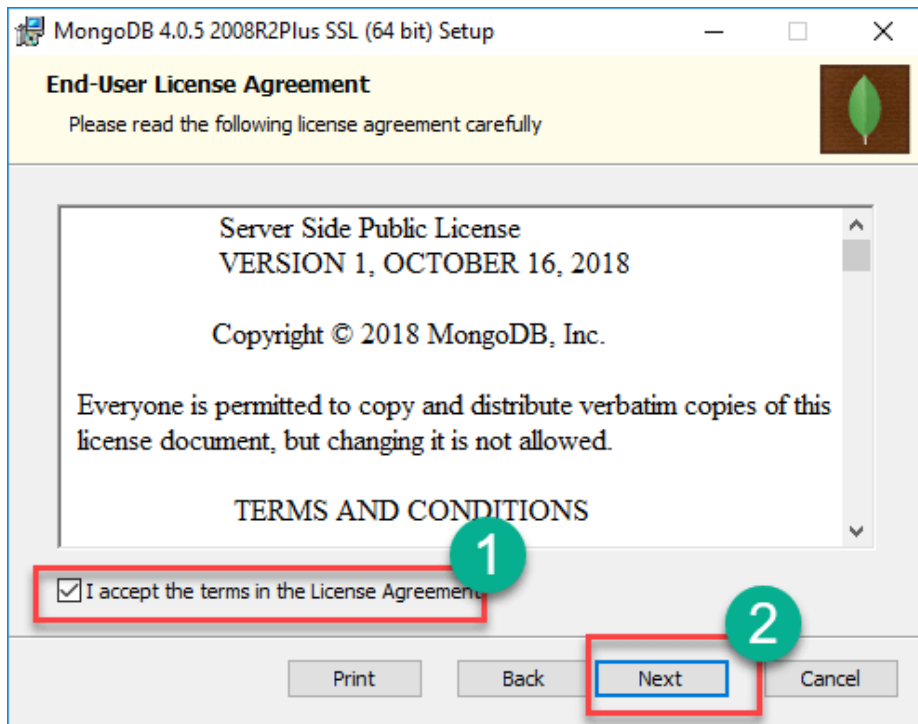 MongoDB 4.0.5 2008R2Plus SSL (64 bit) Setup
End-User License Agreement
Please read the following license agreement carefully
Server Side Public License
VERSION 1, OCTOBER 16, 2018
Copyright © 2018 MongoDB, Inc.
Everyone is permitted to copy and distribute verbatim copies of this
license document, but changing it is not allowed.
TERMS AND CONDITIONS
1
I accept the terms in the License Agreement
2
Print Back Next Cancel